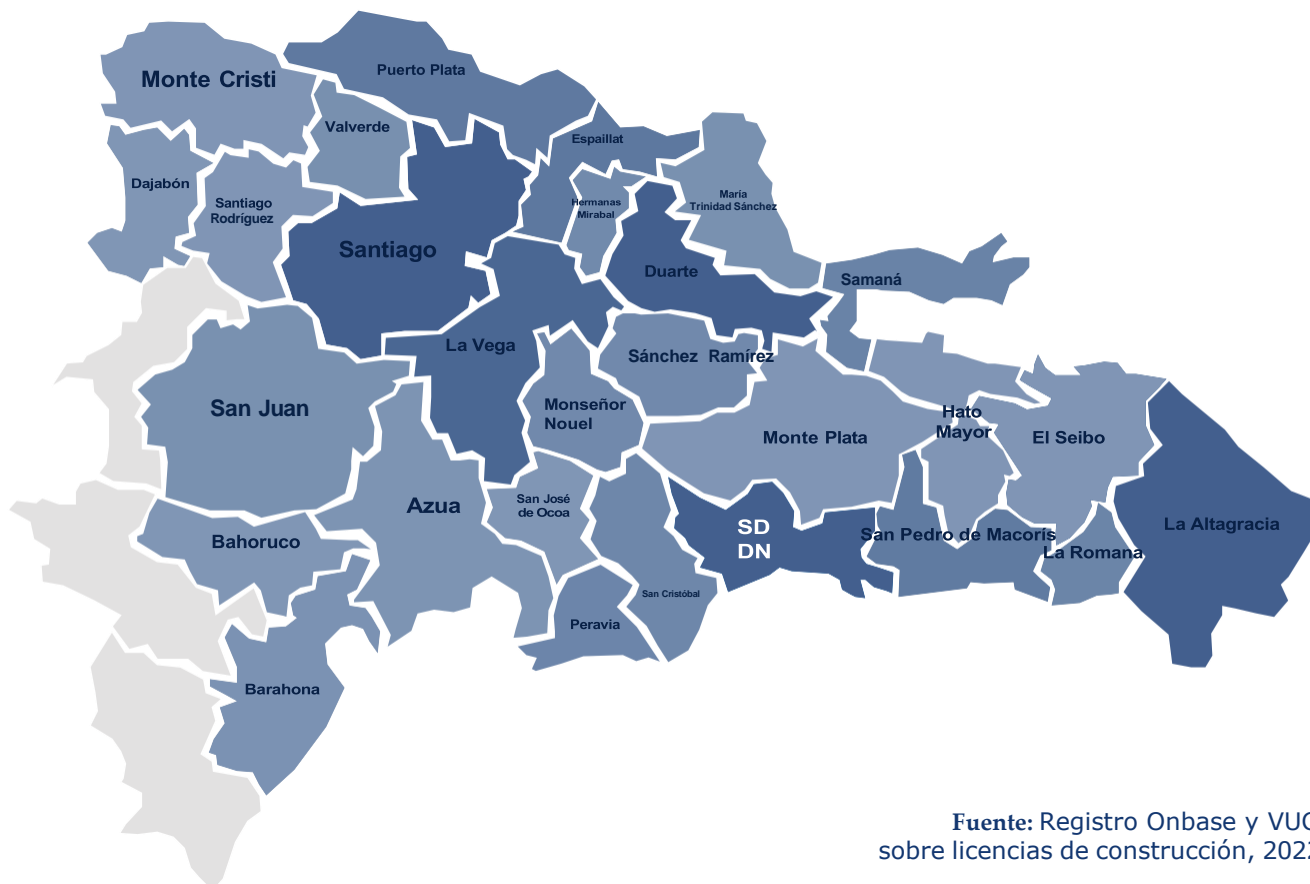 Monte Cristi
Puerto Plata
Valverde
Espaillat
Dajabón
Santiago
Rodríguez
Hermanas
Mirabal
María
Trinidad Sánchez
Santiago
Duarte
Samaná
La Vega
Sánchez Ramírez
San Juan
Monseñor
Nouel
Hato
Mayor
Monte Plata
El Seibo
Azua
San José
de Ocoa
SD
DN
La Altagracia
San Pedro de Macorís
Bahoruco
La Romana
San Cristóbal
Peravia
Barahona
Fuente: Registro Onbase y VUC
sobre licencias de construcción, 2022